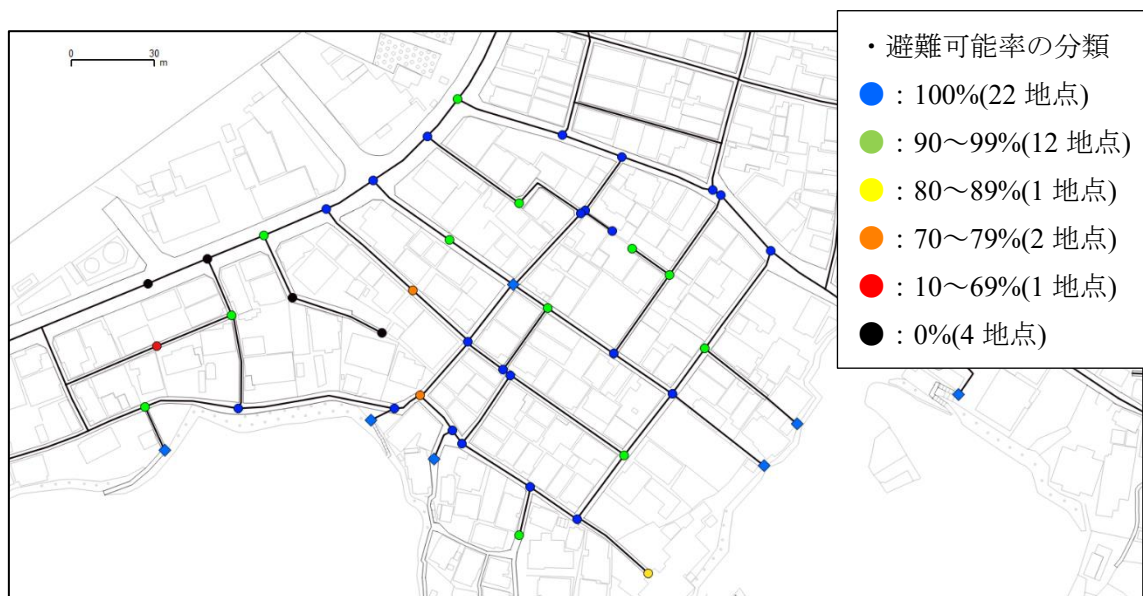 0 30
m
・避難可能率の分類
：100%(22 地点)
：90～99%(12 地点)
：80～89%(1 地点)
：70～79%(2 地点)
：10～69%(1 地点)
：0%(4 地点)